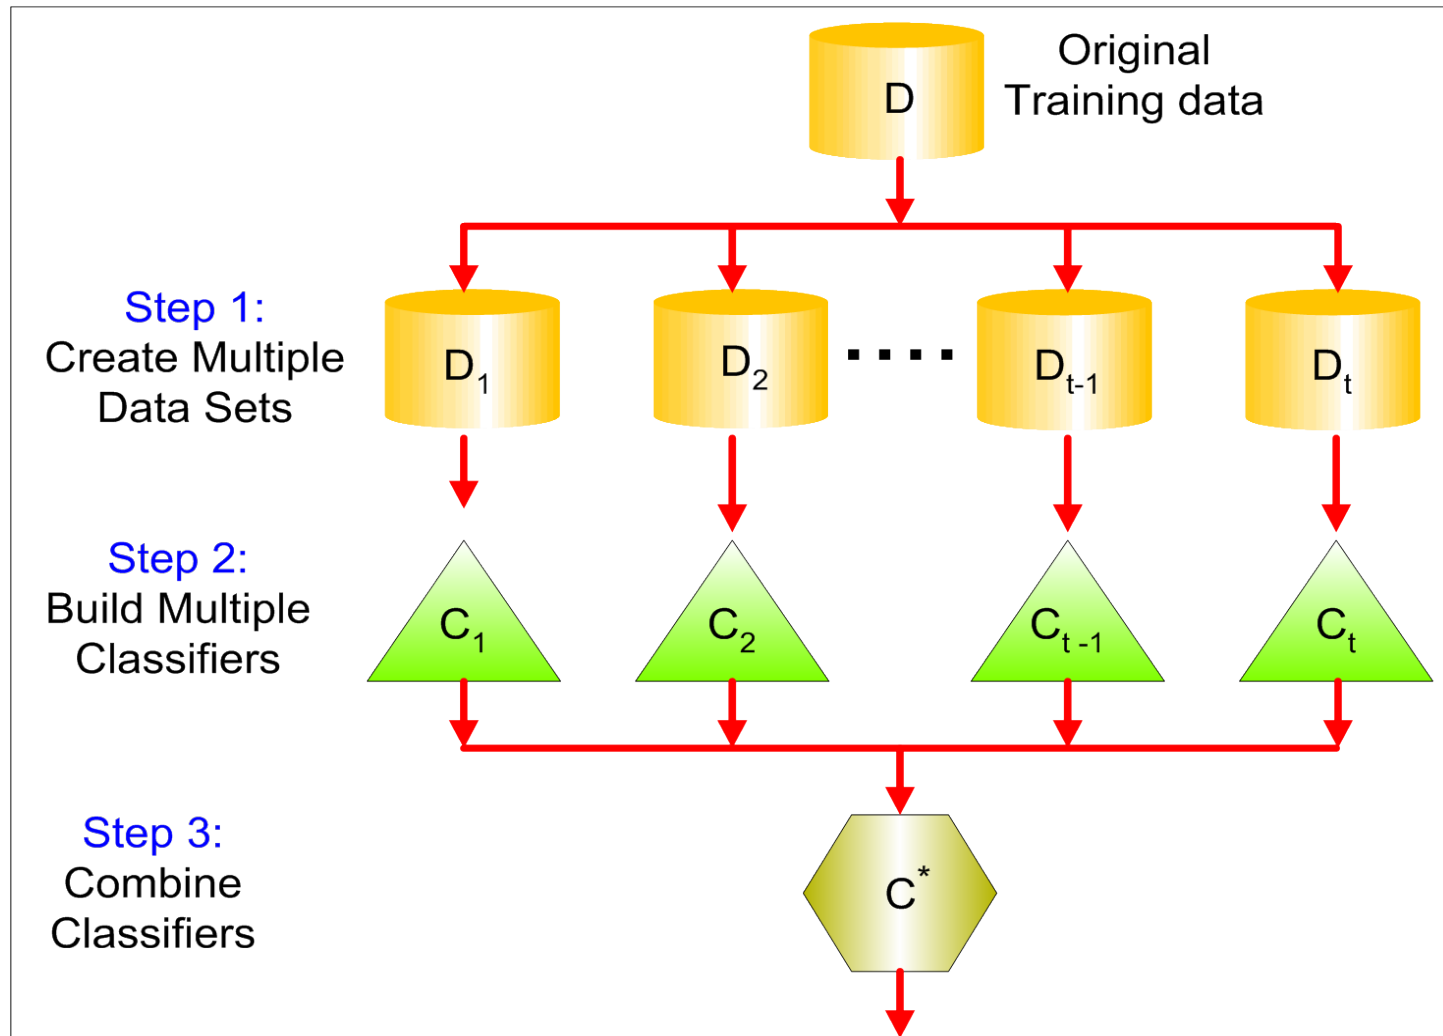 D
Original
Training data
Step 1:
Create Multiple
Data Sets
D1
D2
Dt-1
Dt
Step 2:
Build Multiple
Classifiers
C1
C2
Ct -1
Ct
Step 3:
Combine
Classifiers
C*